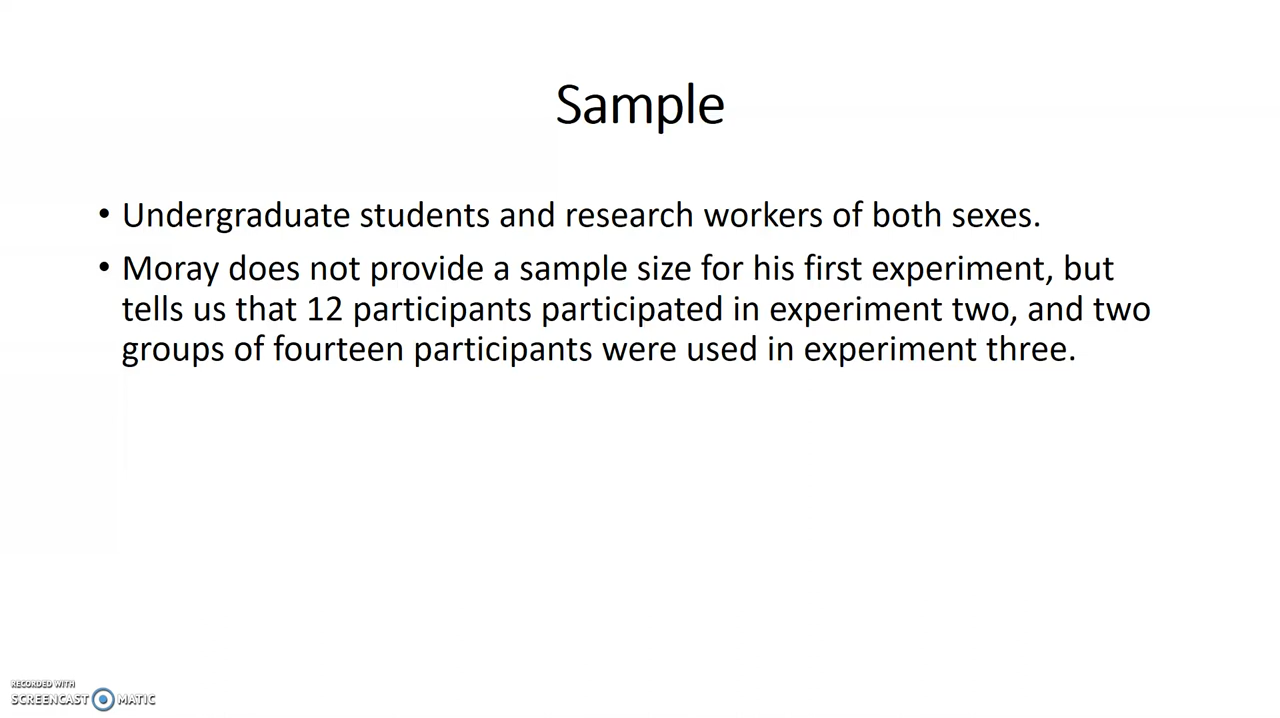 Sample
• Undergraduate students and research workers of both sexes.
• Moray does not provide a sample size for his first experiment, but
tells us that 12 participants participated in experiment two, and two
groups of fourteen participants were used in experiment three.
RECORDED WITH
SCREENCAST MATIC